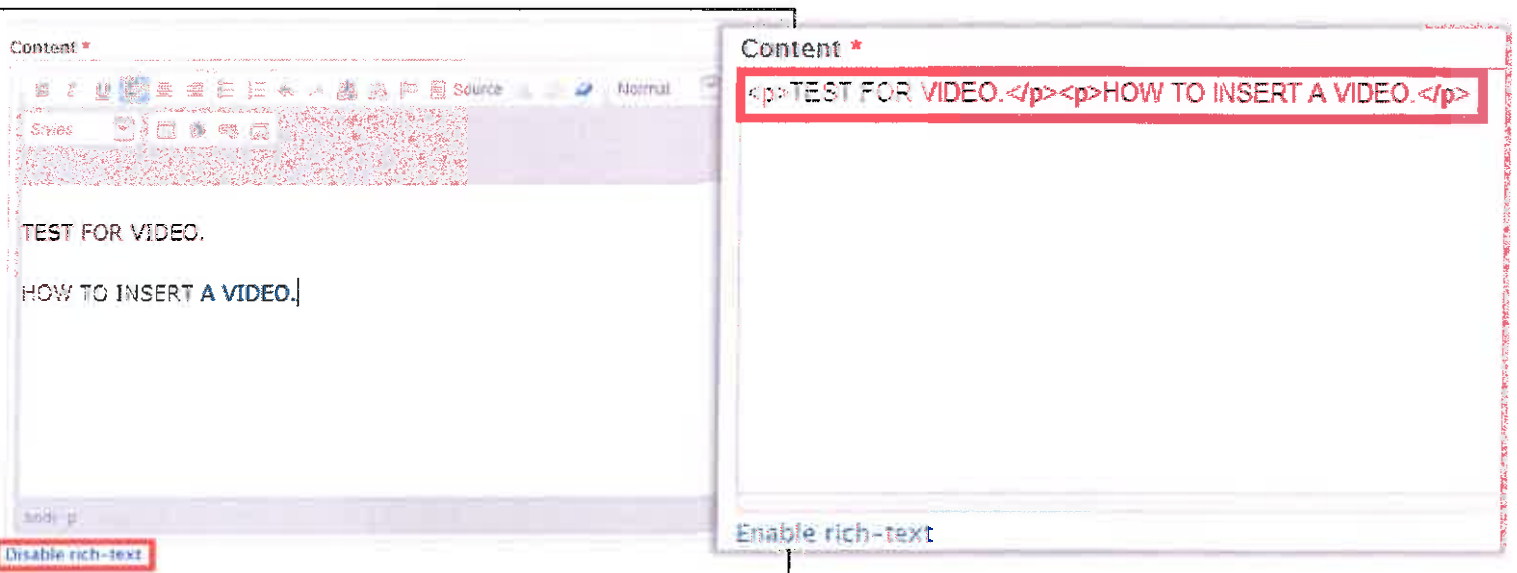 Content *
Source Normal
Styles
TEST FOR VIDEO.
HOW TO INSERT A VIDEO.
body p
Disable rich-text
Content *
<p>TEST FOR VIDEO.</p><p>HOW TO INSERT A VIDEO.</p>
Enable rich-text